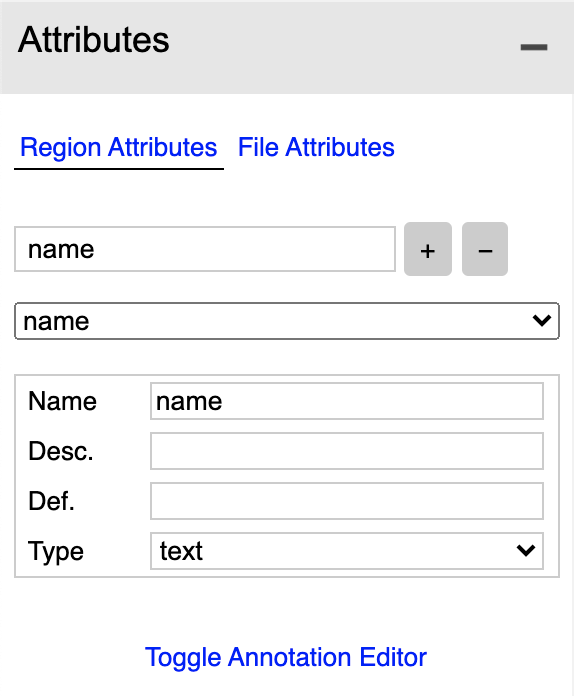 Attributes
Region Attributes File Attributes
name + −
name
Name name
Desc.
Def.
Type text
Toggle Annotation Editor